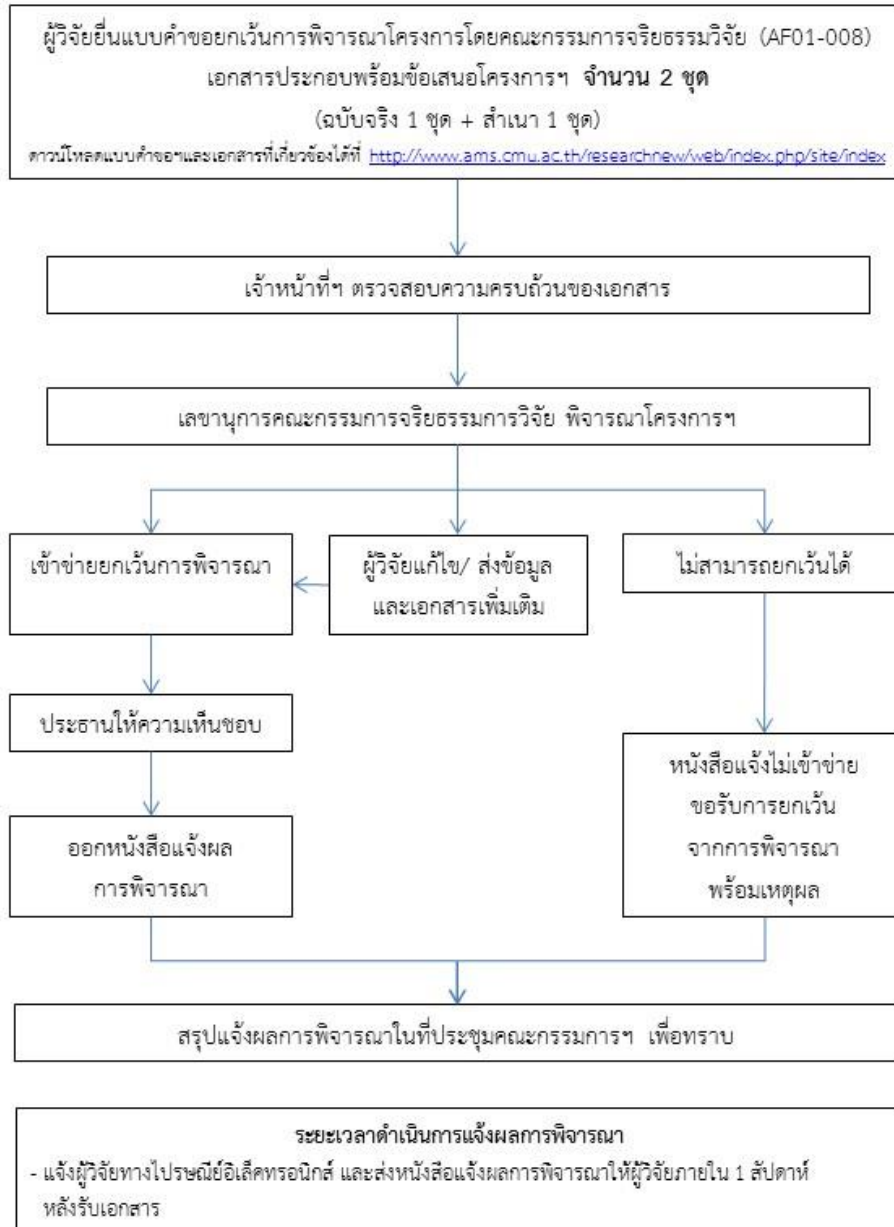 ผู้วิจัยยื่นแบบคำขอยกเว้นการพิจารณาโครงการโดยคณะกรรมการจริยธรรมวิจัย (AF01-008)
เอกสารประกอบพร้อมข้อเสนอโครงการฯ จำนวน 2 ชุด
(ฉบับจริง 1 ชุด + สำเนา 1 ชุด)
ดาวน์โหลดแบบคำขอฯและเอกสารที่เกี่ยวข้องได้ที่ http://www.ams.cmu.ac.th/researchnew/web/index.php/site/index
เจ้าหน้าที่ฯ ตรวจสอบความครบถ้วนของเอกสาร
เลขานุการคณะกรรมการจริยธรรมการวิจัย พิจารณาโครงการฯ
เข้าข่ายยกเว้นการพิจารณา
ผู้วิจัยแก้ไข/ ส่งข้อมูล
และเอกสารเพิ่มเติม
ไม่สามารถยกเว้นได้
ประธานให้ความเห็นชอบ
ออกหนังสือแจ้งผล
การพิจารณา
หนังสือแจ้งไม่เข้าข่าย
ขอรับการยกเว้น
จากการพิจารณา
พร้อมเหตุผล
สรุปแจ้งผลการพิจารณาในที่ประชุมคณะกรรมการฯ เพื่อทราบ
ระยะเวลาดำเนินการแจ้งผลการพิจารณา
- แจ้งผู้วิจัยทางไปรษณีย์อิเล็คทรอนิกส์ และส่งหนังสือแจ้งผลการพิจารณาให้ผู้วิจัยภายใน 1 สัปดาห์
หลังรับเอกสาร